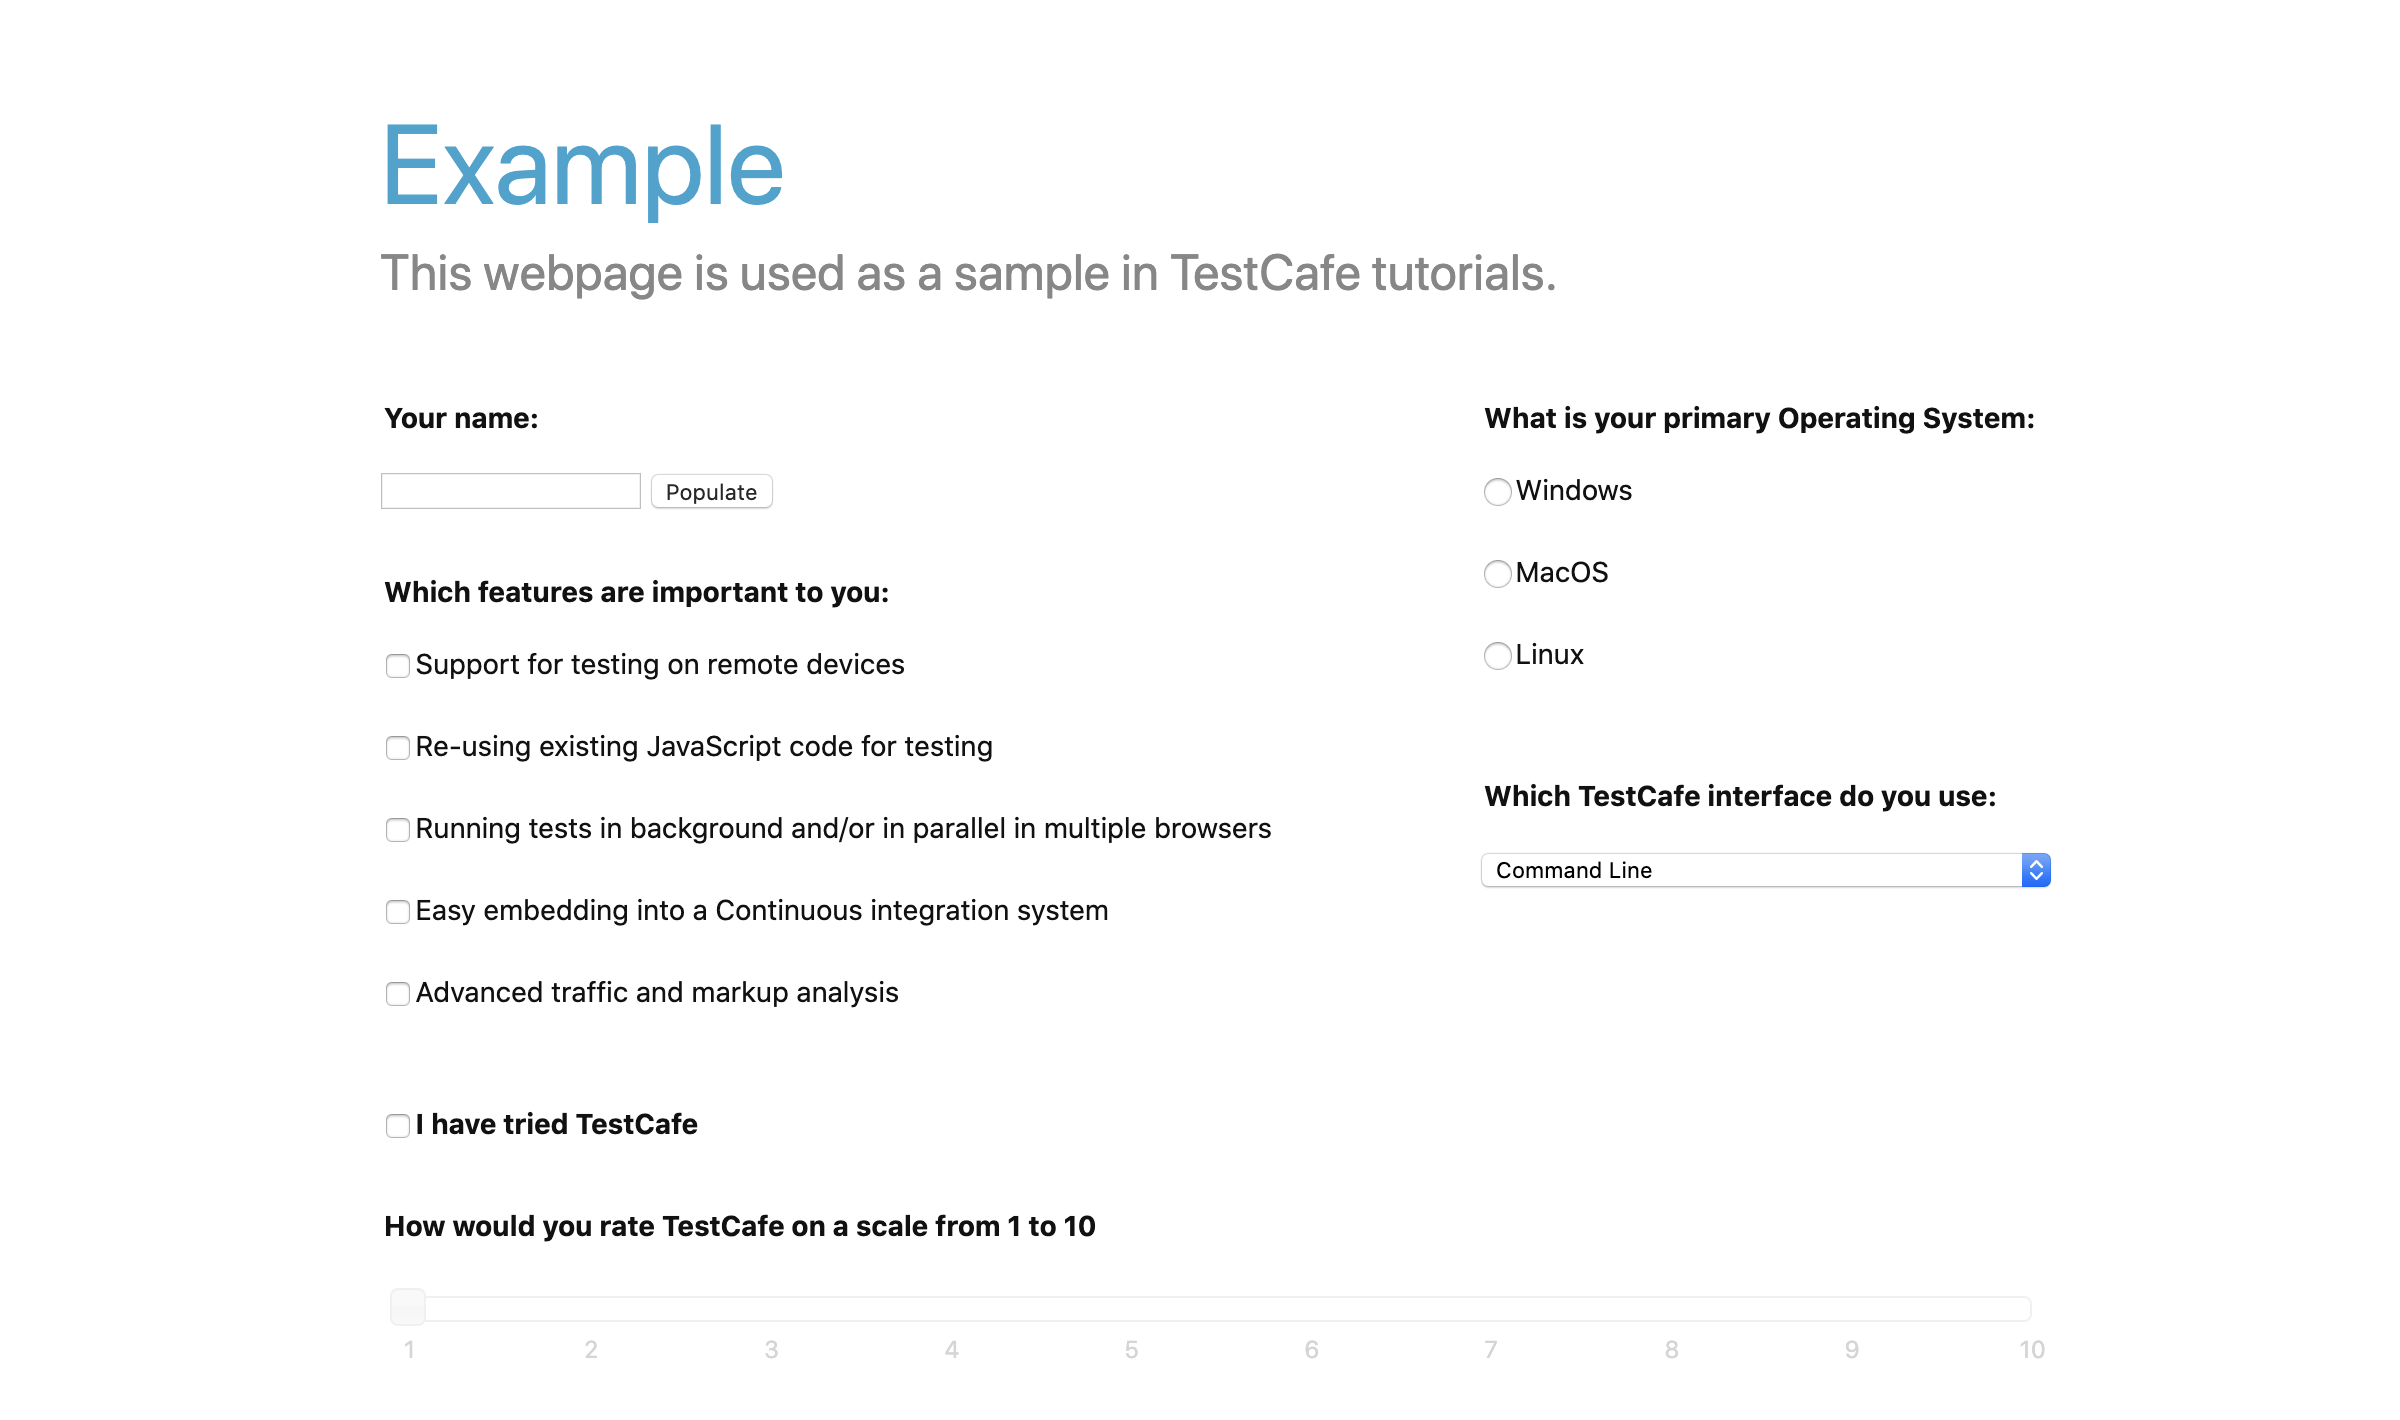 Example
This webpage is used as a sample in TestCafe tutorials.
Your name:
Populate
Which features are important to you:
Support for testing on remote devices
Re-using existing JavaScript code for testing
Running tests in background and/or in parallel in multiple browsers
Easy embedding into a Continuous integration system
Advanced traffic and markup analysis
What is your primary Operating System:
Windows
MacOS
Linux
Which TestCafe interface do you use:
Command Line
I have tried TestCafe
How would you rate TestCafe on a scale from 1 to 10
1 2 3 4 5 6 7 8 9 10